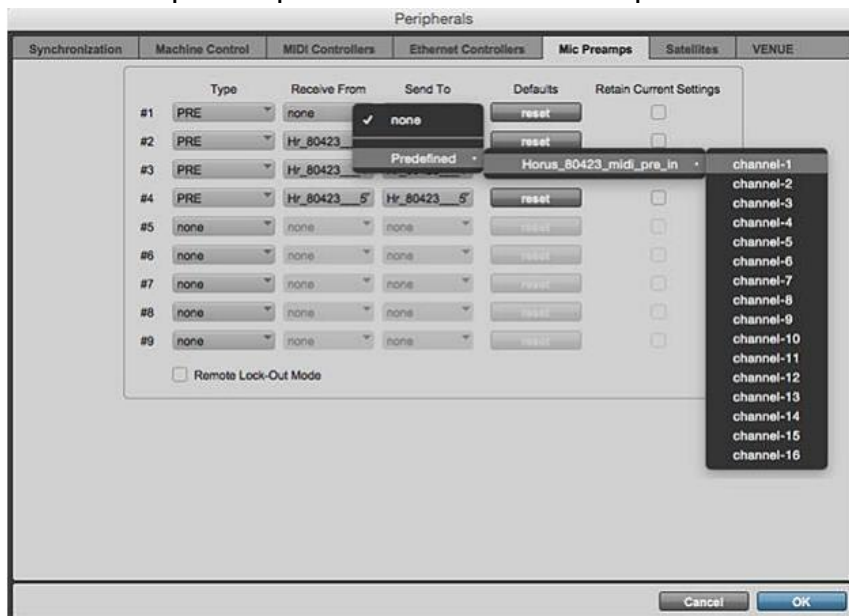 Peripherals
Synchronization Machine Control MIDI Controllers Ethernet Controllers Mic Preamps Satellites VENUE
Type Receive From Send To Defaults Retain Current Settings
#1 PRE none ✓ none reset
#2 PRE Hr_80423__ reset
Predefined Horus_80423_midi_pre_in channel-1
#3 PRE Hr_80423
channel-2
channel-3
#4 PRE Hr_80423___5 Hr_80423___5 reset
channel-4
#5 none none none reset
channel-5
channel-6
#6 none none none reset
channel-7
#7 none none none reset
channel-8
#8 none none none reset
channel-9
channel-10
#9 none none none reset
channel-11
channel-12
Remote Lock-Out Mode
channel-13
channel-14
channel-15
channel-16
Cancel OK